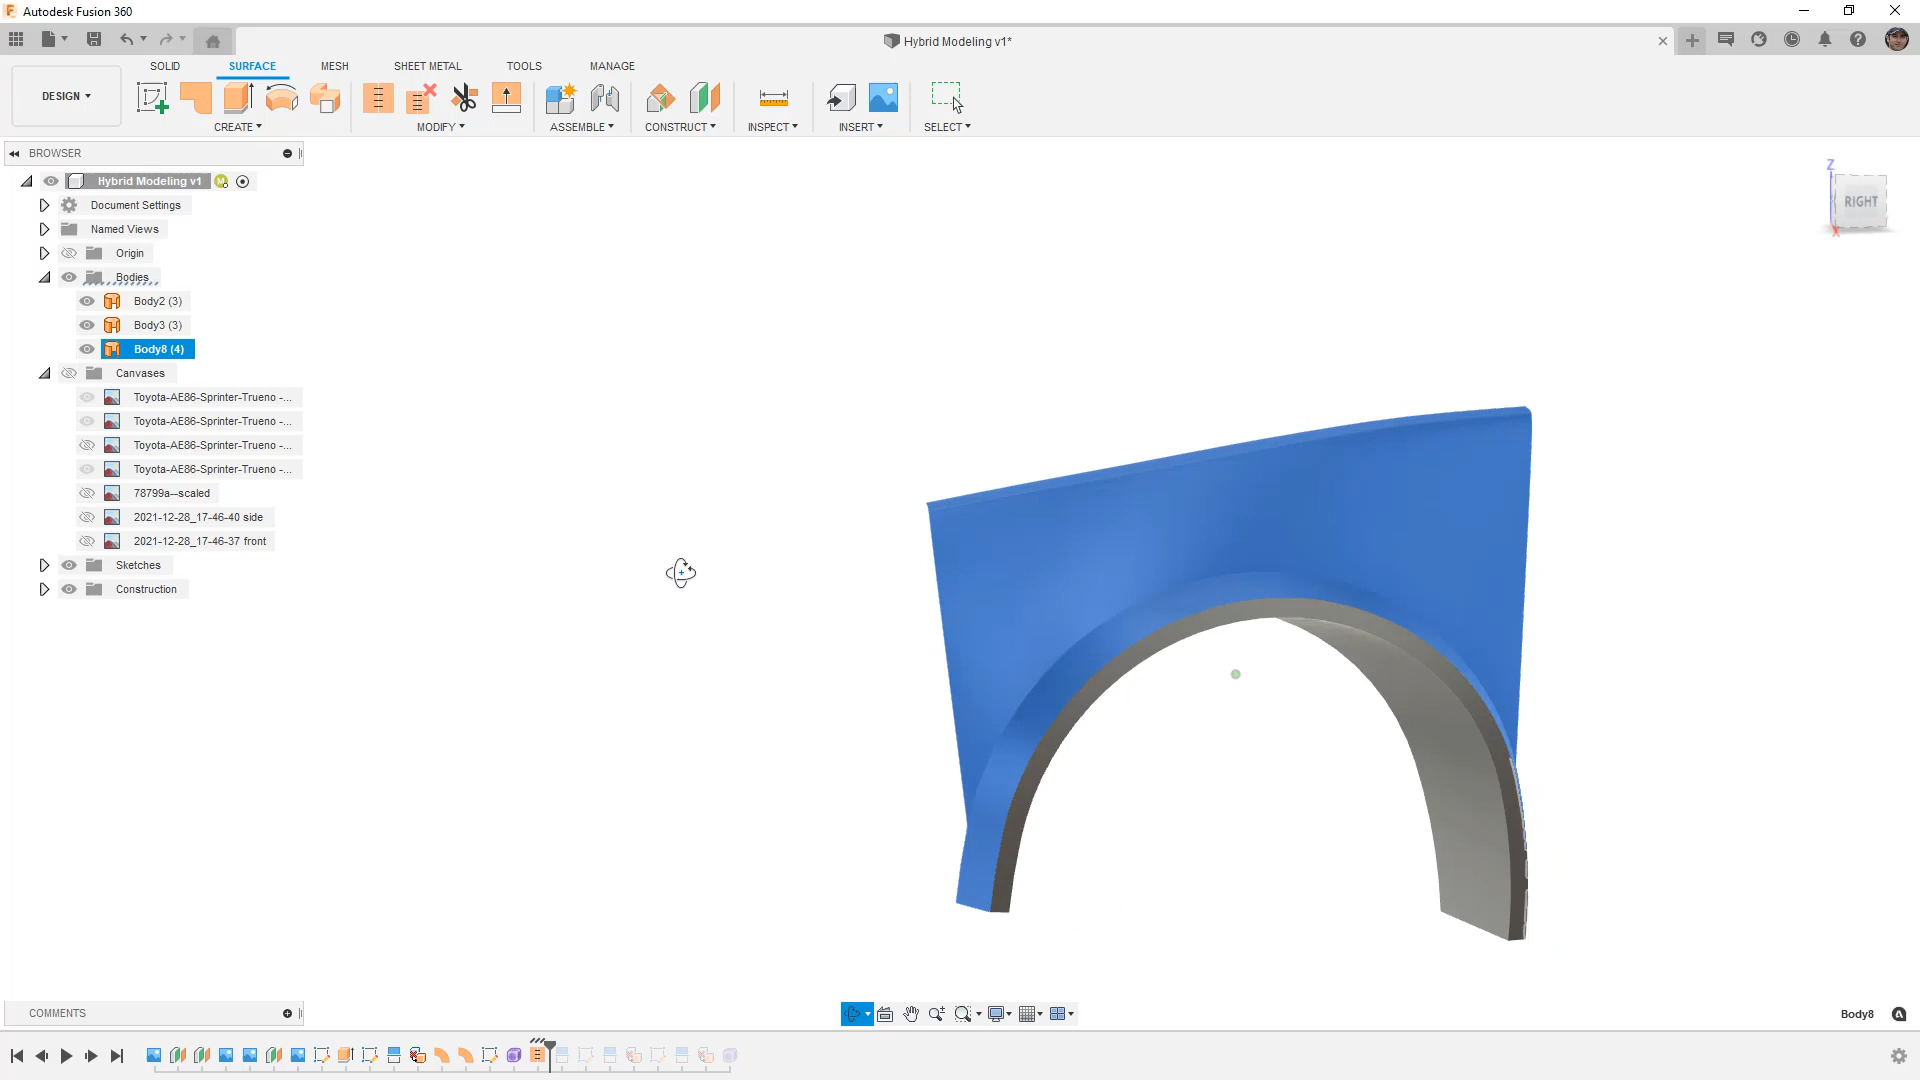 Autodesk Fusion 360
Hybrid Modeling v1*
SOLID
SURFACE
MESH
SHEET METAL
TOOLS
MANAGE
DESIGN
CREATE
MODIFY
ASSEMBLE
CONSTRUCT
INSPECT
INSERT
SELECT
BROWSER
Hybrid Modeling v1
Document Settings
Named Views
Origin
Bodies
Body2 (3)
Body3 (3)
Body8 (4)
Canvases
Toyota-AE86-Sprinter-Trueno -...
Toyota-AE86-Sprinter-Trueno -...
Toyota-AE86-Sprinter-Trueno -...
Toyota-AE86-Sprinter-Trueno -...
78799a--scaled
2021-12-28_17-46-40 side
2021-12-28_17-46-37 front
Sketches
Construction
Z
RIGHT
X
COMMENTS
Body8